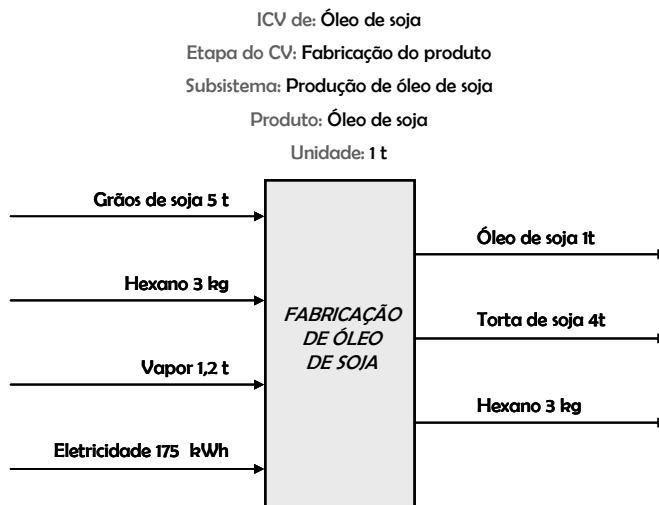 ICV de: Óleo de soja
Etapa do CV: Fabricação do produto
Subsistema: Produção de óleo de soja
Produto: Óleo de soja
Unidade: 1 t
Grãos de soja 5 t
Hexano 3 kg
Vapor 1,2 t
Eletricidade 175 kWh
FABRICAÇÃO
DE ÓLEO
DE SOJA
Óleo de soja 1t
Torta de soja 4t
Hexano 3 kg